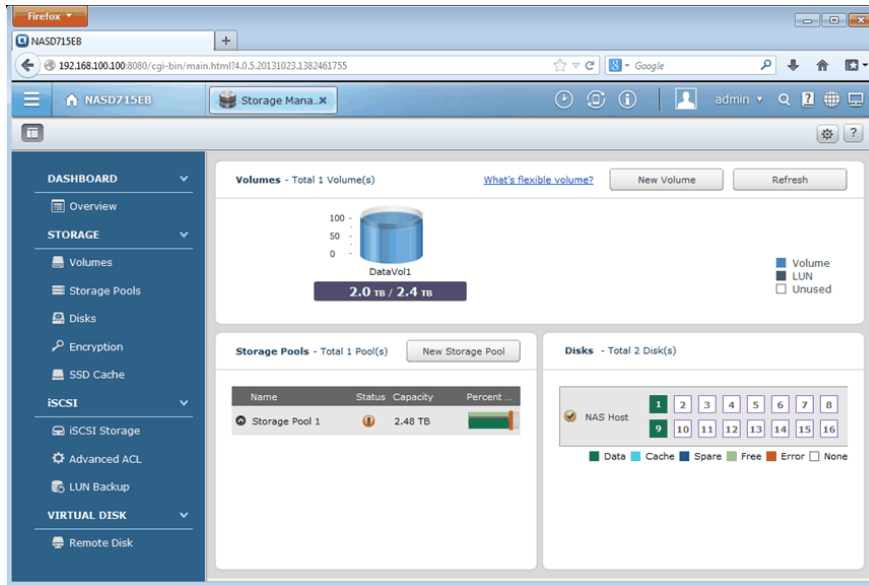 Firefox
NASD715EB
192.168.100.100:8080/cgi-bin/main.html?4.0.5.20131023.1382461755
Google
NASD715EB
Storage Mana..X
admin
DASHBOARD
Overview
STORAGE
Volumes
Storage Pools
Disks
Encryption
SSD Cache
iSCSI
iSCSI Storage
Advanced ACL
LUN Backup
VIRTUAL DISK
Remote Disk
Volumes - Total 1 Volume(s)
What's flexible volume?
New Volume
Refresh
100
50
0
DataVol1
2.0 TB / 2.4 TB
Volume
LUN
Unused
Storage Pools - Total 1 Pool(s)
New Storage Pool
Name Status Capacity Percent ...
Storage Pool 1 2.48 TB
Disks - Total 2 Disk(s)
NAS Host
1 2 3 4 5 6 7 8
9 10 11 12 13 14 15 16
Data Cache Spare Free Error None